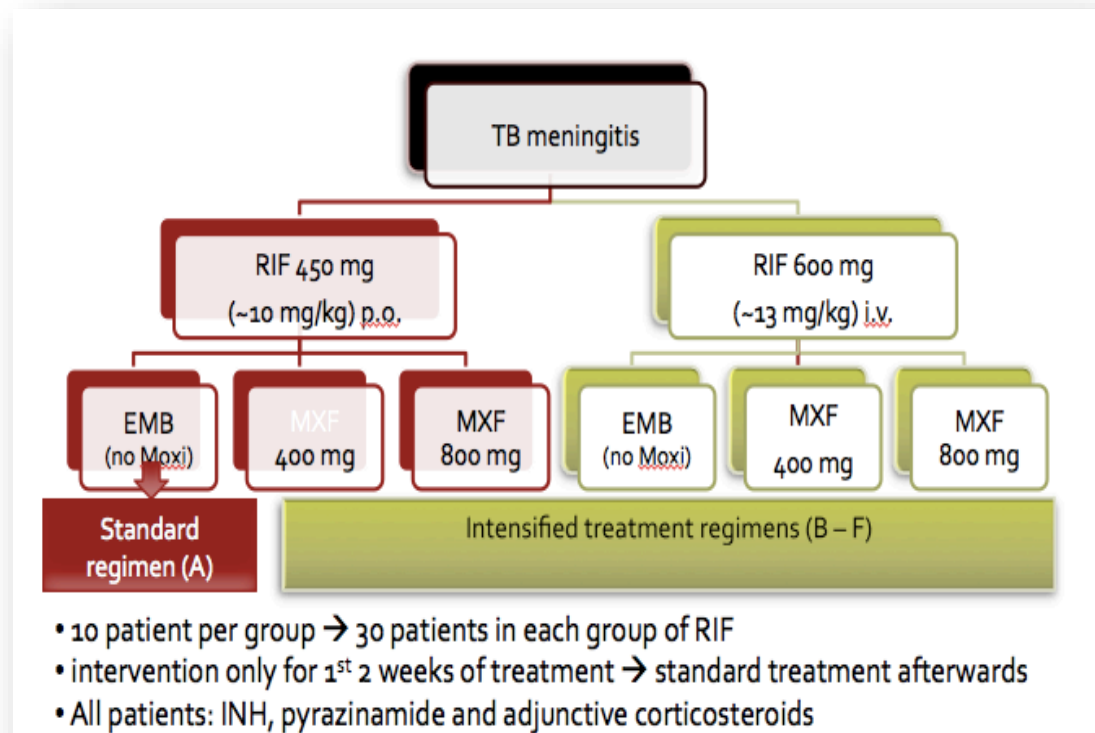 TB meningitis
RIF 450 mg
(~10 mg/kg) p.o.
RIF 600 mg
(~13 mg/kg) i.v.
EMB
(no Moxi)
MXF
400 mg
MXF
800 mg
EMB
(no Moxi)
MXF
400 mg
MXF
800 mg
Standard
regimen (A)
Intensified treatment regimens (B – F)
• 10 patient per group → 30 patients in each group of RIF
• intervention only for 1st 2 weeks of treatment → standard treatment afterwards
• All patients: INH, pyrazinamide and adjunctive corticosteroids